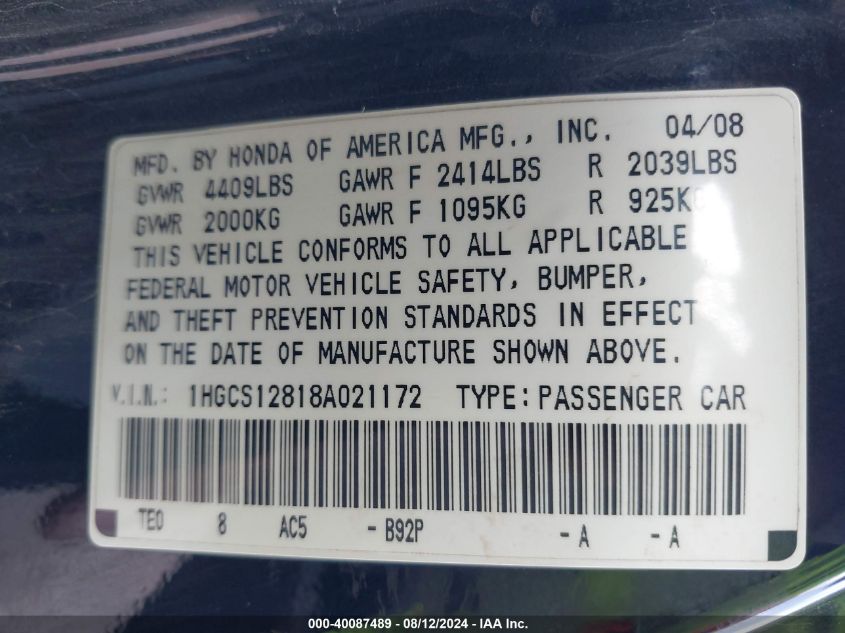 MFD. BY HONDA OF AMERICA MFG., INC. 04/08
GVWR 4409LBS GAWR F 2414LBS R 2039LBS
GVWR 2000KG GAWR F 1095KG R 925KG
THIS VEHICLE CONFORMS TO ALL APPLICABLE
FEDERAL MOTOR VEHICLE SAFETY, BUMPER,
AND THEFT PREVENTION STANDARDS IN EFFECT
ON THE DATE OF MANUFACTURE SHOWN ABOVE.
V.I.N.: 1HGCS12818A021172 TYPE: PASSENGER CAR
TE0 8 AC5 - B92P - A - A
000-40087489 - 08/12/2024 - IAA Inc.